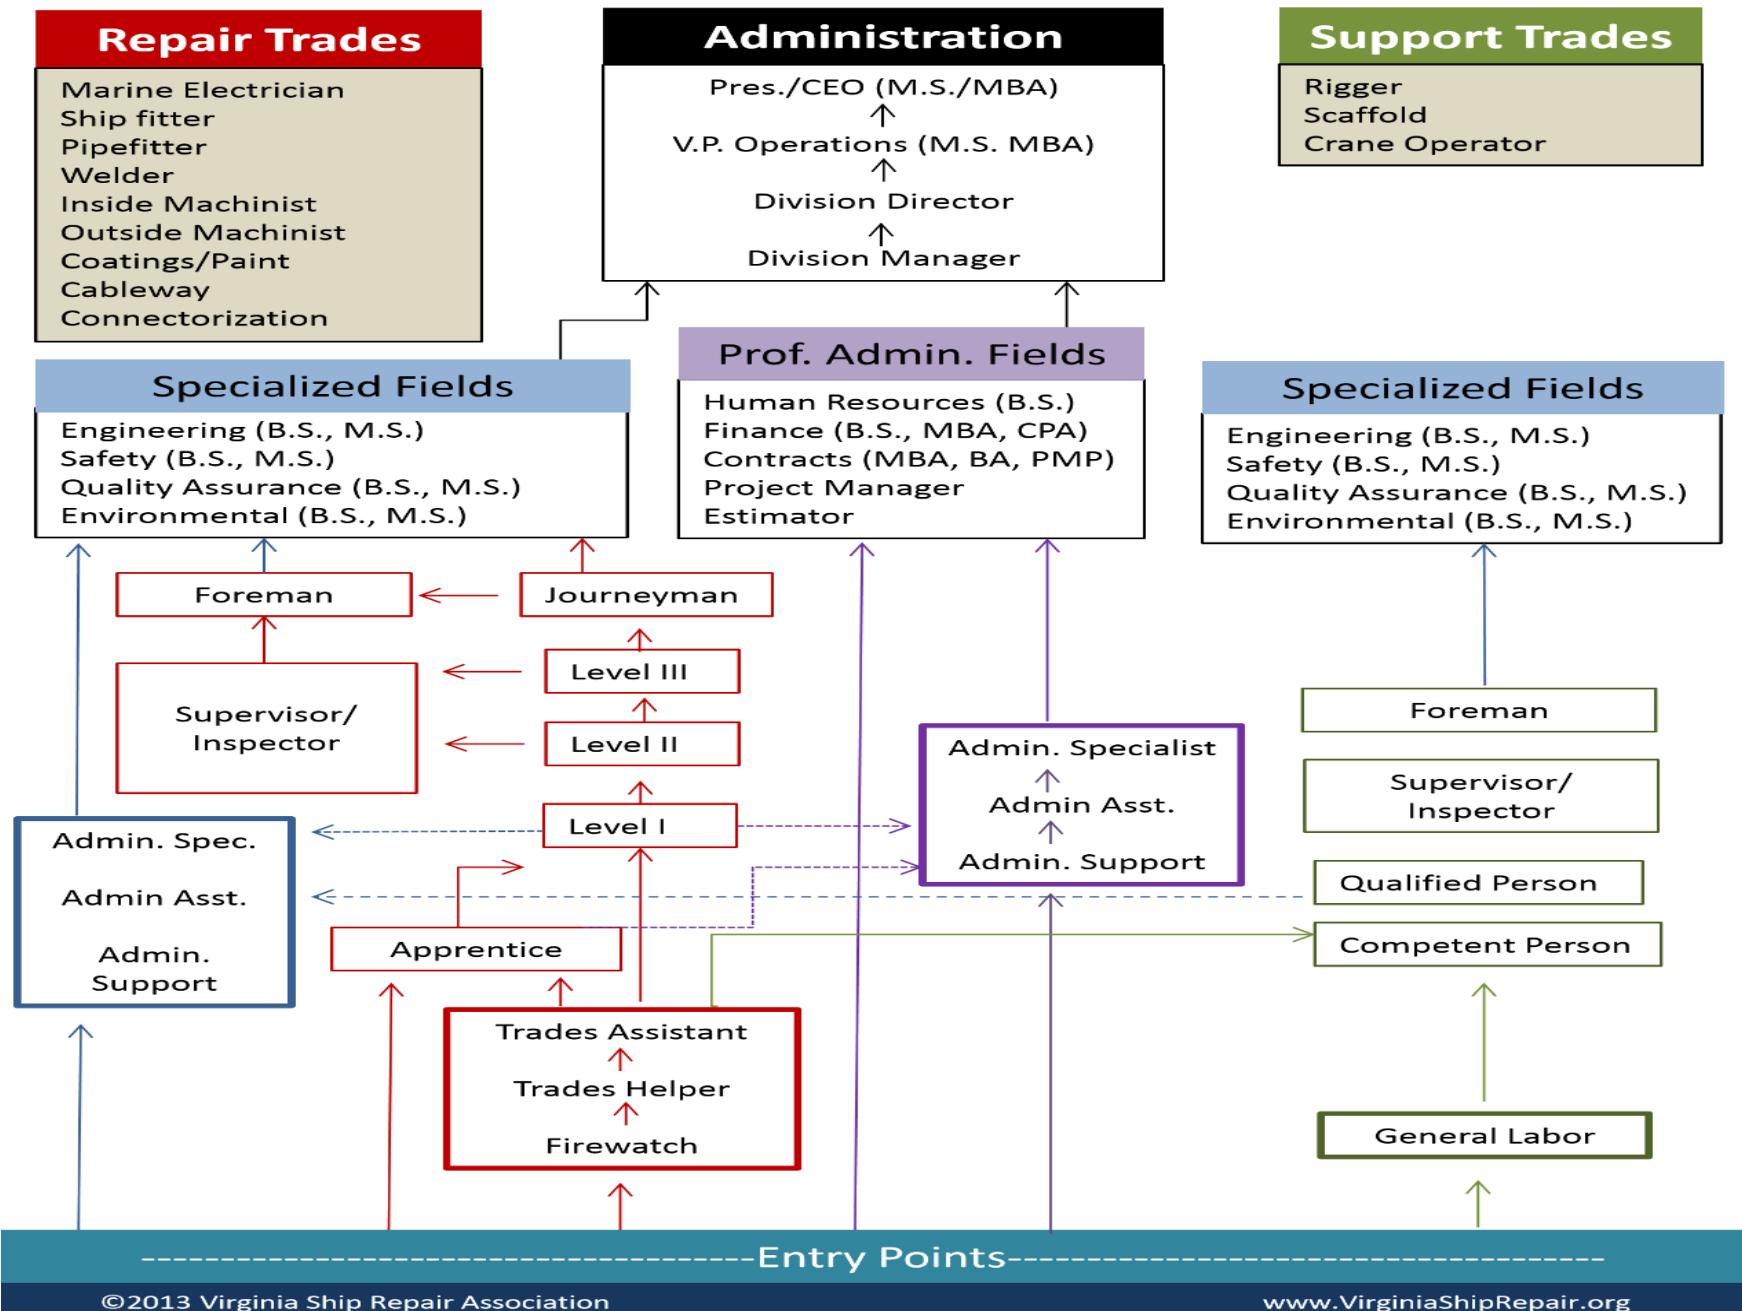 Repair Trades
Marine Electrician
Ship fitter
Pipefitter
Welder
Inside Machinist
Outside Machinist
Coatings/Paint
Cableway
Connectorization
Administration
Pres./CEO (M.S./MBA)
V.P. Operations (M.S. MBA)
Division Director
Division Manager
Support Trades
Rigger
Scaffold
Crane Operator
Specialized Fields
Engineering (B.S., M.S.)
Safety (B.S., M.S.)
Quality Assurance (B.S., M.S.)
Environmental (B.S., M.S.)
Prof. Admin. Fields
Human Resources (B.S.)
Finance (B.S., MBA, CPA)
Contracts (MBA, BA, PMP)
Project Manager
Estimator
Specialized Fields
Engineering (B.S., M.S.)
Safety (B.S., M.S.)
Quality Assurance (B.S., M.S.)
Environmental (B.S., M.S.)
Foreman
Journeyman
Supervisor/
Inspector
Level III
Level II
Level I
Admin. Spec.
Admin Asst.
Admin.
Support
Apprentice
Trades Assistant
Trades Helper
Firewatch
Admin. Specialist
Admin Asst.
Admin. Support
Foreman
Supervisor/
Inspector
Qualified Person
Competent Person
General Labor
Entry Points
©2013 Virginia Ship Repair Association
www.VirginiaShipRepair.org